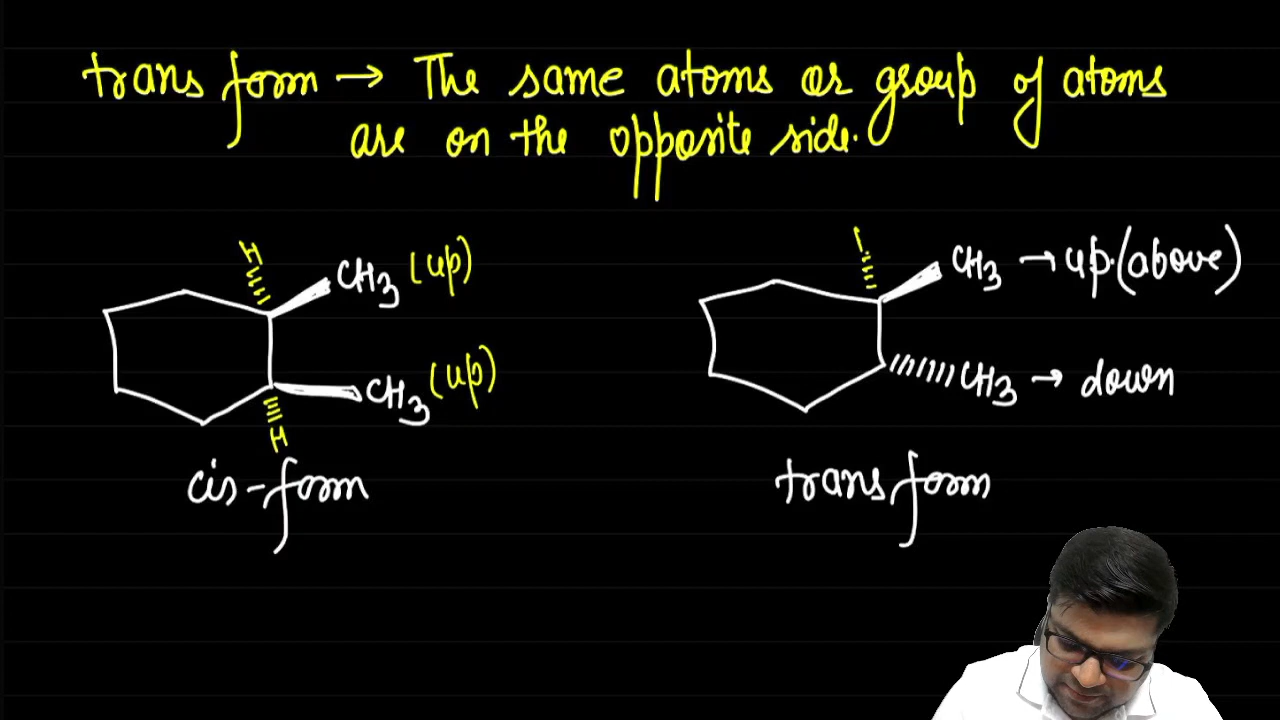 trans form → The same atoms or group of atoms
are on the opposite side.
H
CH3 (up)
CH3 (up)
H
cis-form
CH3 → up (above)
CH3 → down
trans form